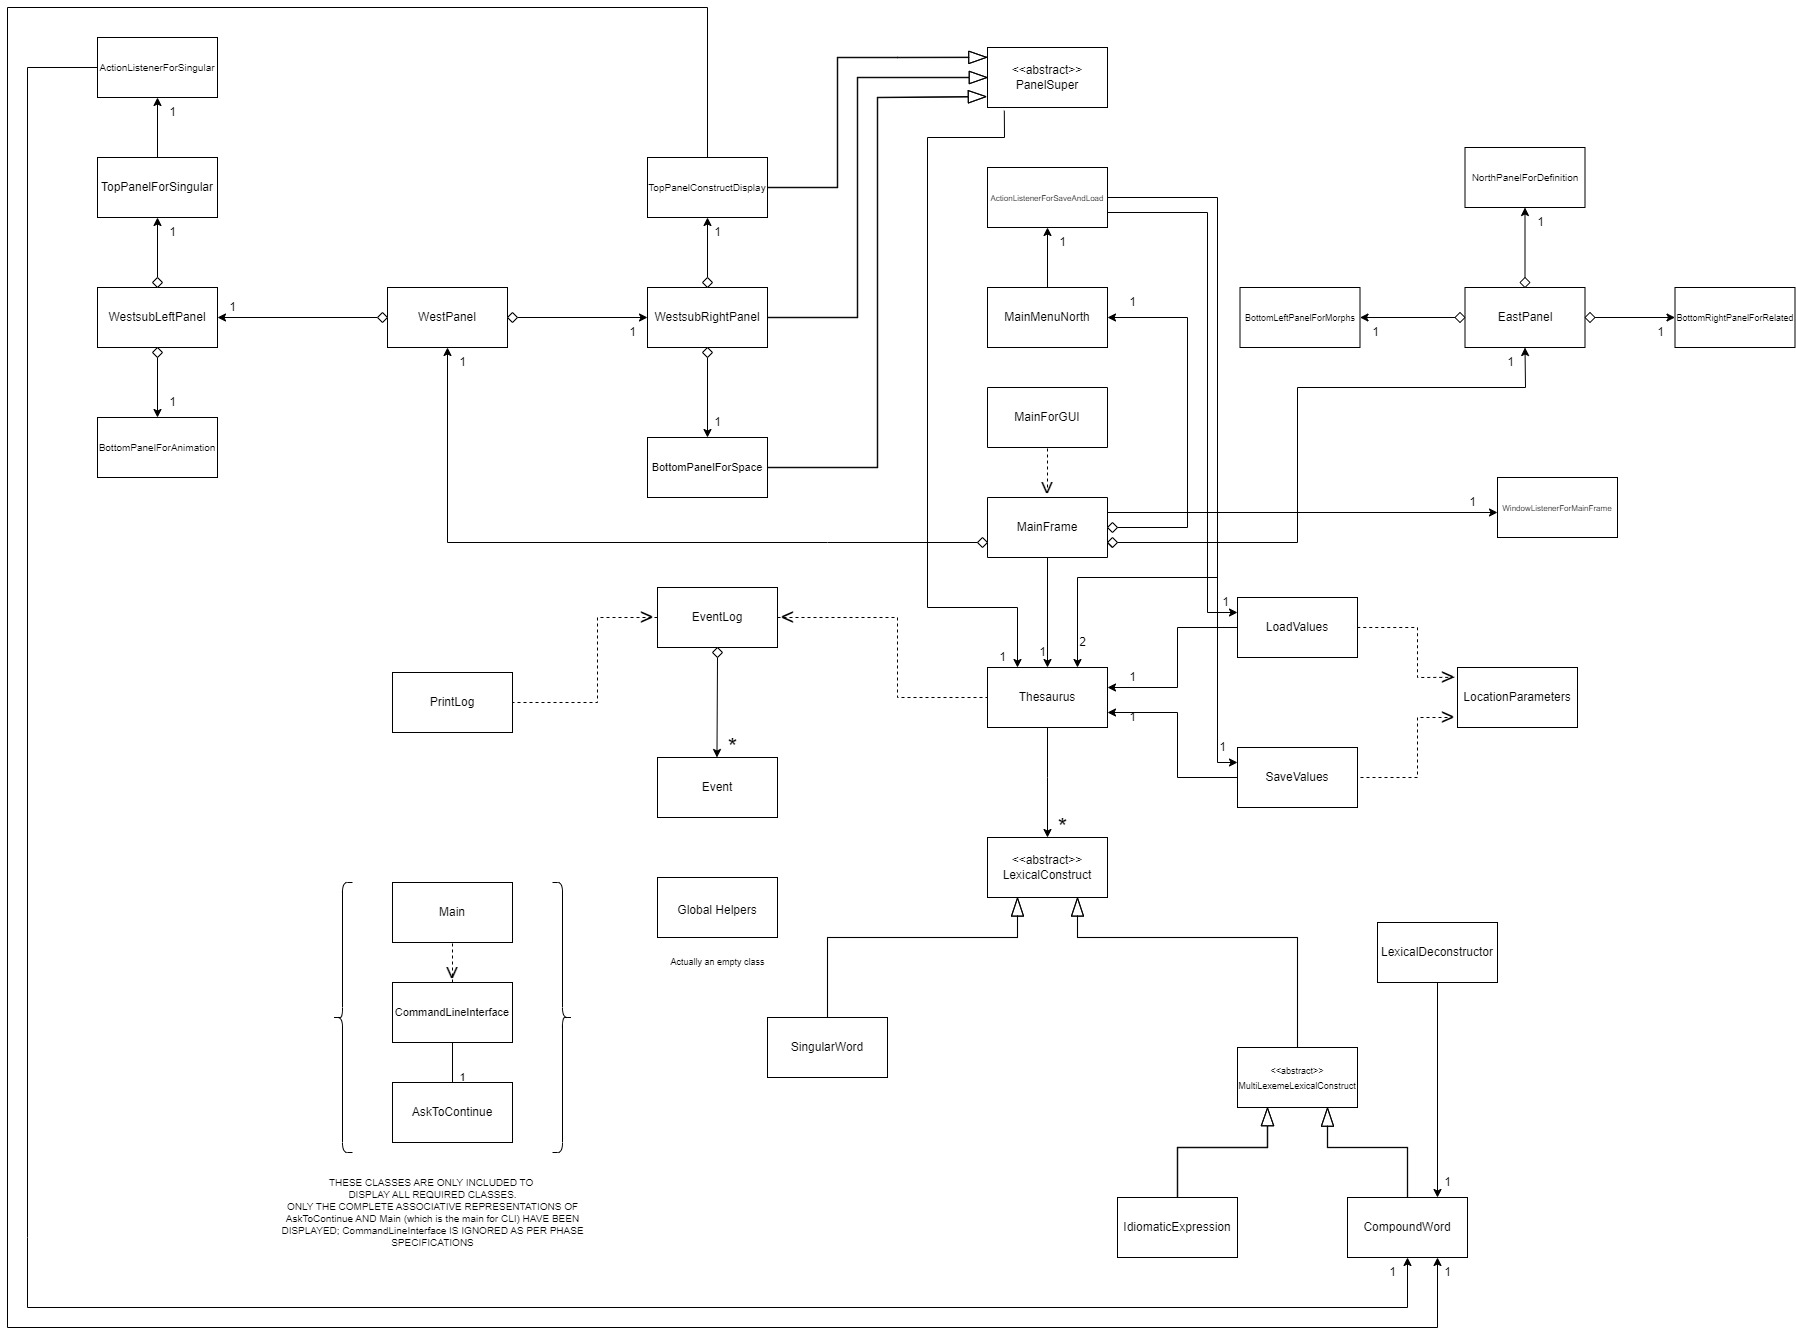 ActionListenerForSingular
<<abstract>>
PanelSuper
1
TopPanelForSingular
TopPanelConstructDisplay
ActionListenerForSaveAndLoad
NorthPanelForDefinition
1
1
1
1
WestsubLeftPanel
1
WestPanel
1
WestsubRightPanel
MainMenuNorth
1
BottomLeftPanelForMorphs
1
EastPanel
1
BottomRightPanelForRelated
1
1
1
1
MainForGUI
BottomPanelForAnimation
BottomPanelForSpace
MainFrame
1
WindowListenerForMainFrame
EventLog
1
LoadValues
1
1
2
PrintLog
Thesaurus
1
1
LocationParameters
*
1
Event
SaveValues
*
<<abstract>>
LexicalConstruct
Main
Global Helpers
Actually an empty class
LexicalDeconstructor
CommandLineInterface
SingularWord
1
AskToContinue
<<abstract>>
MultiLexemeLexicalConstruct
THESE CLASSES ARE ONLY INCLUDED TO
DISPLAY ALL REQUIRED CLASSES.
ONLY THE COMPLETE ASSOCIATIVE REPRESENTATIONS OF
AskToContinue AND Main (which is the main for CLI) HAVE BEEN
DISPLAYED; CommandLineInterface IS IGNORED AS PER PHASE
SPECIFICATIONS
1
IdiomaticExpression
CompoundWord
1
1